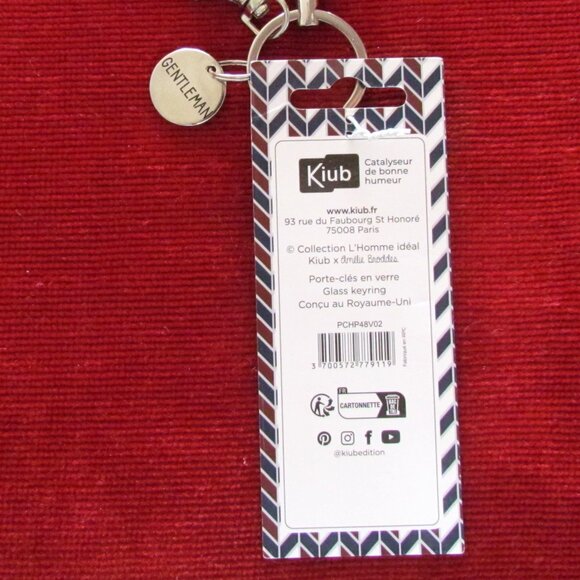 GENTLEMAN
Kiub
Catalyseur
de bonne
humeur
www.kiub.fr
93 rue du Faubourg St Honoré
75008 Paris
© Collection L'Homme idéal
Kiub x Amélie Broddes.
Porte-clés en verre
Glass keyring
Conçu au Royaume-Uni
PCHP48V02
Fabriqué en RPC
3 700572 779119
FR
CARTONNETTE
@kiubedition